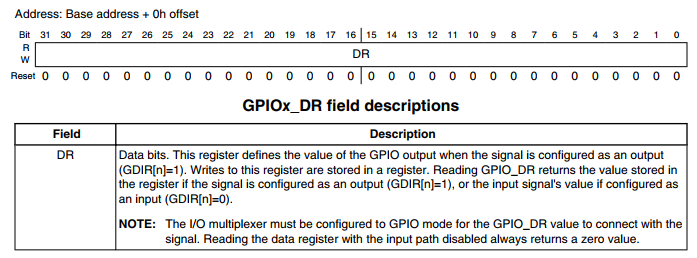 Address: Base address + 0h offset
Bit 31 30 29 28 27 26 25 24 23 22 21 20 19 18 17 16 15 14 13 12 11 10 9 8 7 6 5 4 3 2 1 0
R
DR
W
Reset 0 0 0 0 0 0 0 0 0 0 0 0 0 0 0 0 0 0 0 0 0 0 0 0 0 0 0 0 0 0 0 0
GPIOx_DR field descriptions
Field Description
DR Data bits. This register defines the value of the GPIO output when the signal is configured as an output
(GDIR[n]=1). Writes to this register are stored in a register. Reading GPIO_DR returns the value stored in
the register if the signal is configured as an output (GDIR[n]=1), or the input signal's value if configured as
an input (GDIR[n]=0).
NOTE: The I/O multiplexer must be configured to GPIO mode for the GPIO_DR value to connect with the
signal. Reading the data register with the input path disabled always returns a zero value.